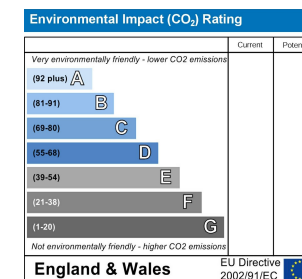 Environmental Impact (CO₂) Rating
Current Poten
Very environmentally friendly - lower CO2 emissions
(92 plus) A
(81-91) B
(69-80) C
(55-68) D
(39-54) E
(21-38) F
(1-20) G
Not environmentally friendly - higher CO2 emissions
England & Wales
EU Directive
2002/91/EC